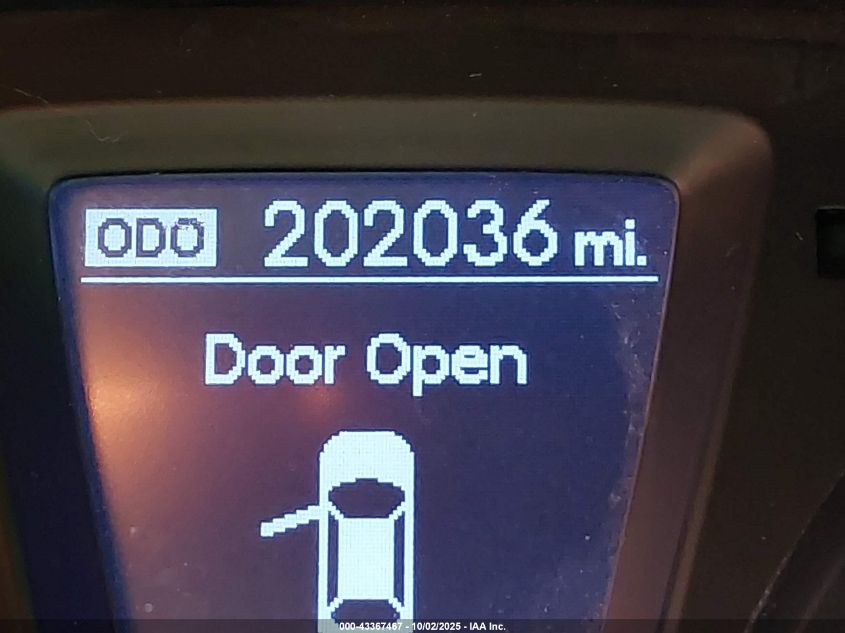 ODO 202036 mi.
Door Open
000-43367467 - 10/02/2025 - IAA Inc.